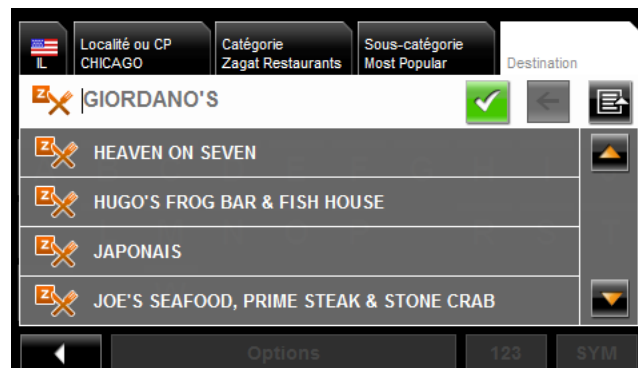 IL
Localité ou CP
CHICAGO
Catégorie
Zagat Restaurants
Sous-catégorie
Most Popular
Destination
Z GIORDANO'S
Z HEAVEN ON SEVEN
Z HUGO'S FROG BAR & FISH HOUSE
Z JAPONAIS
Z JOE'S SEAFOOD, PRIME STEAK & STONE CRAB
Options 123 SYM